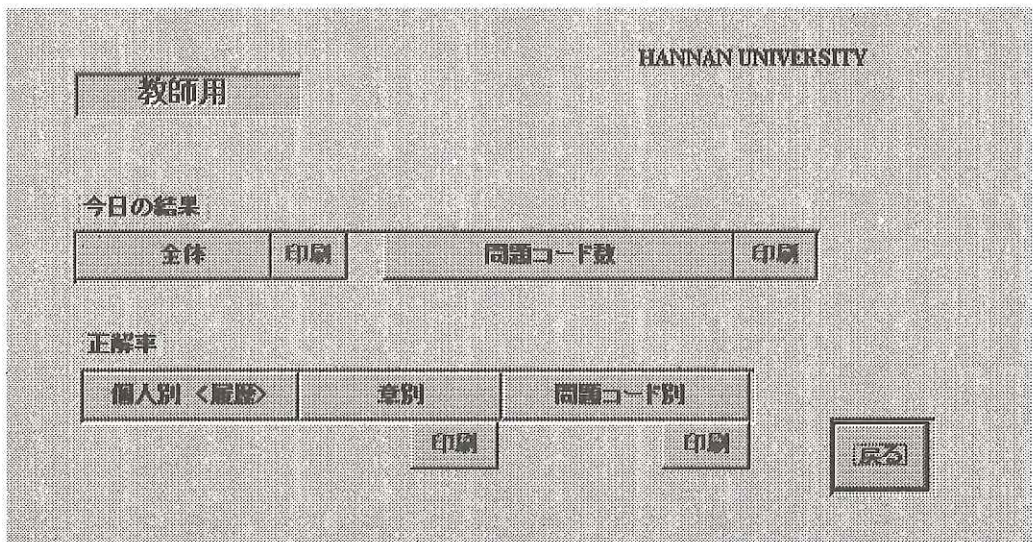 HANNAN UNIVERSITY
教師用
今日の結果
全体 印刷 問題コード数 印刷
正解率
個人別 <履歴> 章別 問題コード別
印刷 印刷
戻る